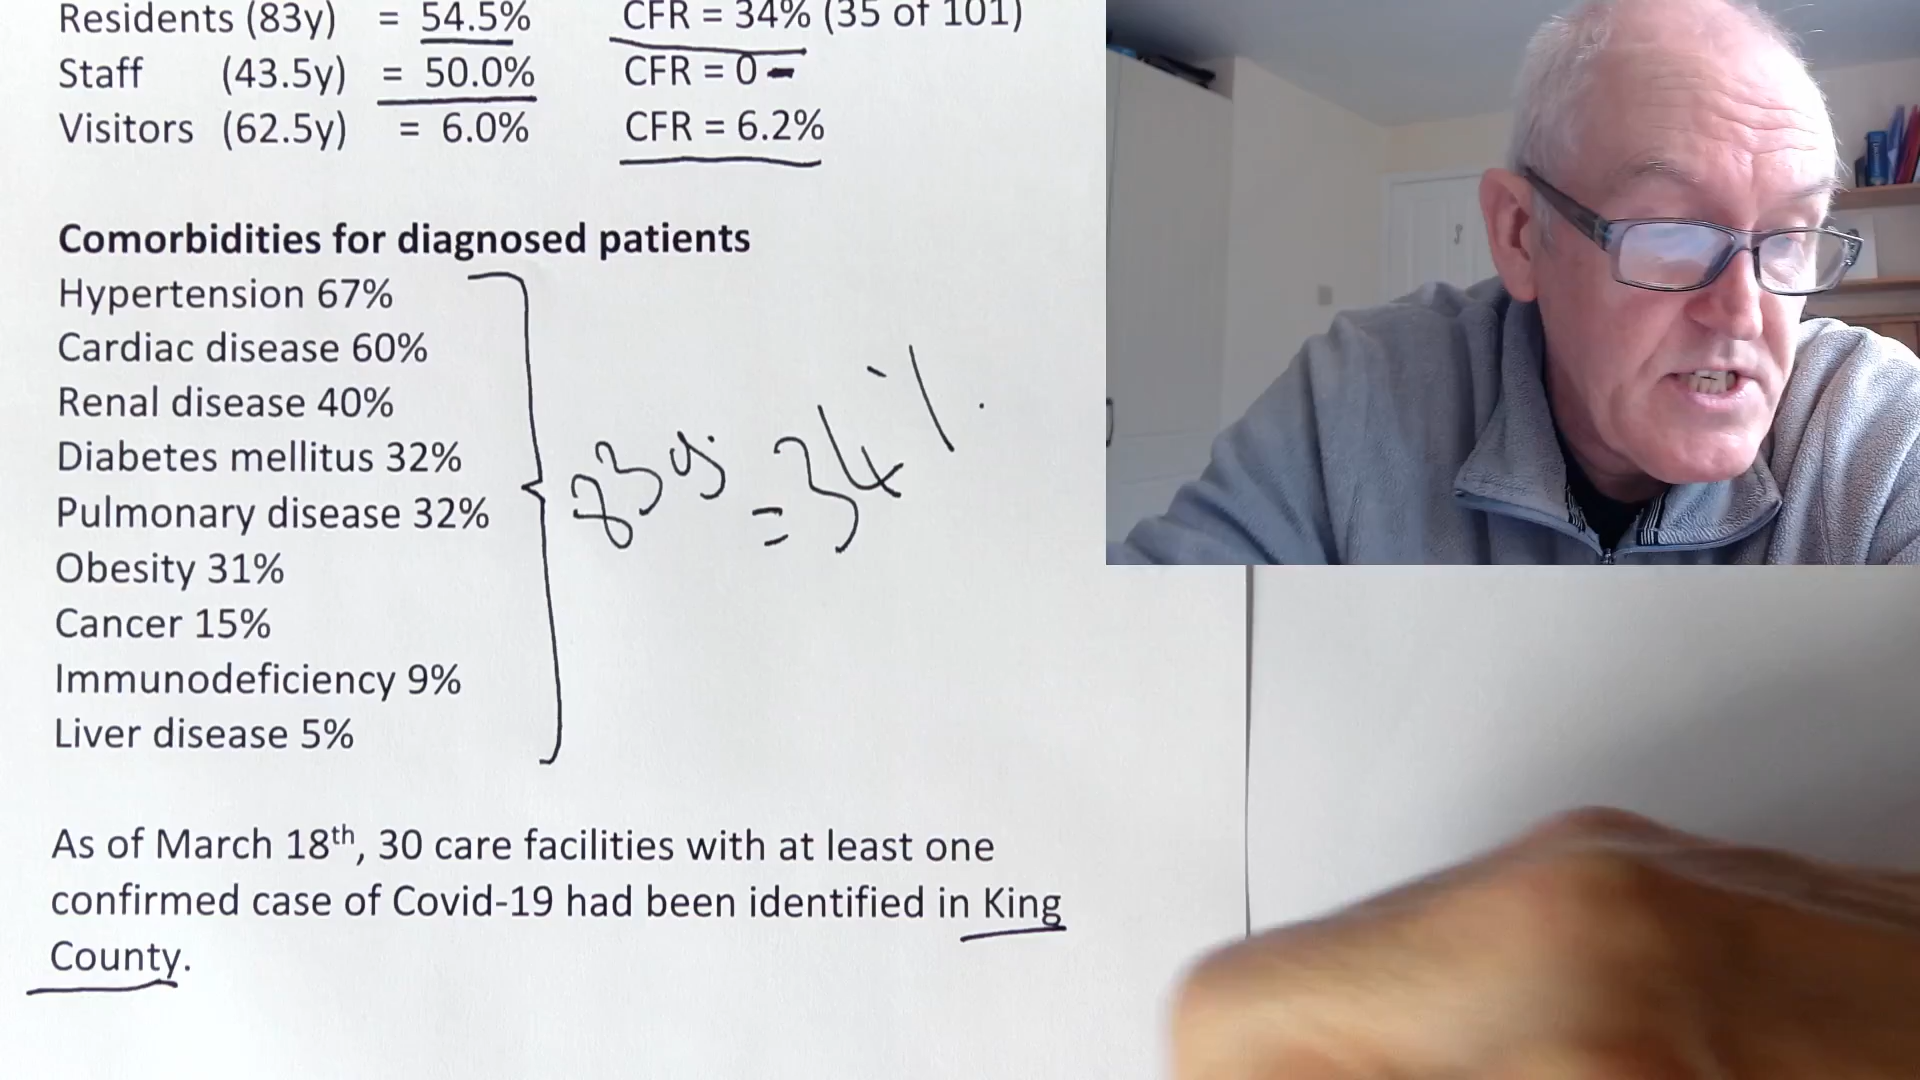 Residents (83y) = 54.5% CFR = 34% (35 of 101)
Staff (43.5y) = 50.0% CFR = 0
Visitors (62.5y) = 6.0% CFR = 6.2%
Comorbidities for diagnosed patients
Hypertension 67%
Cardiac disease 60%
Renal disease 40%
Diabetes mellitus 32%
Pulmonary disease 32%
Obesity 31%
Cancer 15%
Immunodeficiency 9%
Liver disease 5%
83y = 34%
As of March 18th, 30 care facilities with at least one
confirmed case of Covid-19 had been identified in King
County.